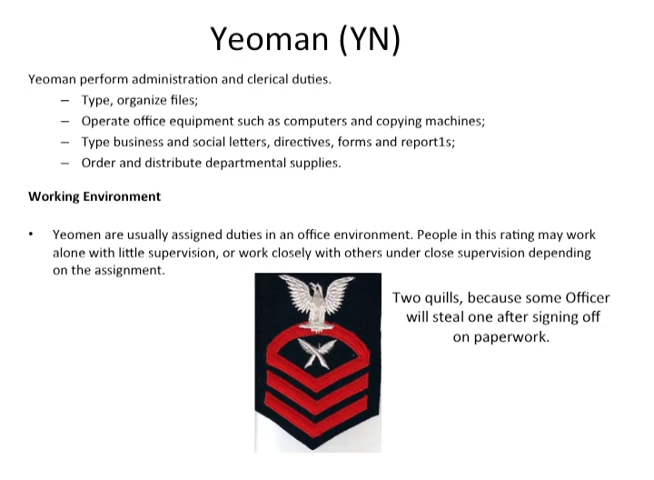 Yeoman (YN)
Yeoman perform administration and clerical duties.
– Type, organize files;
– Operate office equipment such as computers and copying machines;
– Type business and social letters, directives, forms and report1s;
– Order and distribute departmental supplies.
Working Environment
• Yeomen are usually assigned duties in an office environment. People in this rating may work
alone with little supervision, or work closely with others under close supervision depending
on the assignment.
Two quills, because some Officer
will steal one after signing off
on paperwork.